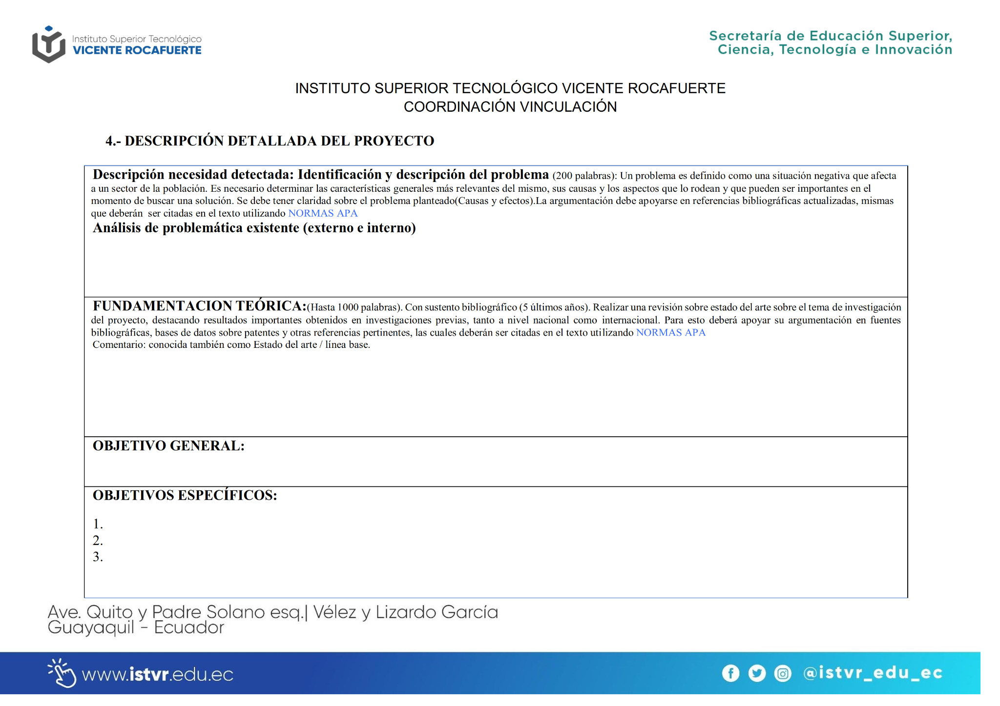 Instituto Superior Tecnológico
VICENTE ROCAFUERTE
Secretaría de Educación Superior,
Ciencia, Tecnología e Innovación
INSTITUTO SUPERIOR TECNOLÓGICO VICENTE ROCAFUERTE
COORDINACIÓN VINCULACIÓN
4.- DESCRIPCIÓN DETALLADA DEL PROYECTO
Descripción necesidad detectada: Identificación y descripción del problema (200 palabras): Un problema es definido como una situación negativa que afecta
a un sector de la población. Es necesario determinar las características generales más relevantes del mismo, sus causas y los aspectos que lo rodean y que pueden ser importantes en el
momento de buscar una solución. Se debe tener claridad sobre el problema planteado(Causas y efectos).La argumentación debe apoyarse en referencias bibliográficas actualizadas, mismas
que deberán ser citadas en el texto utilizando NORMAS APA
Análisis de problemática existente (externo e interno)
FUNDAMENTACION TEÓRICA:(Hasta 1000 palabras). Con sustento bibliográfico (5 últimos años). Realizar una revisión sobre estado del arte sobre el tema de investigación
del proyecto, destacando resultados importantes obtenidos en investigaciones previas, tanto a nivel nacional como internacional. Para esto deberá apoyar su argumentación en fuentes
bibliográficas, bases de datos sobre patentes y otras referencias pertinentes, las cuales deberán ser citadas en el texto utilizando NORMAS APA
Comentario: conocida también como Estado del arte / línea base.
OBJETIVO GENERAL:
OBJETIVOS ESPECÍFICOS:
1.
2.
3.
Ave. Quito y Padre Solano esq.| Vélez y Lizardo García
Guayaquil - Ecuador
www.istvr.edu.ec
@istvr_edu_ec